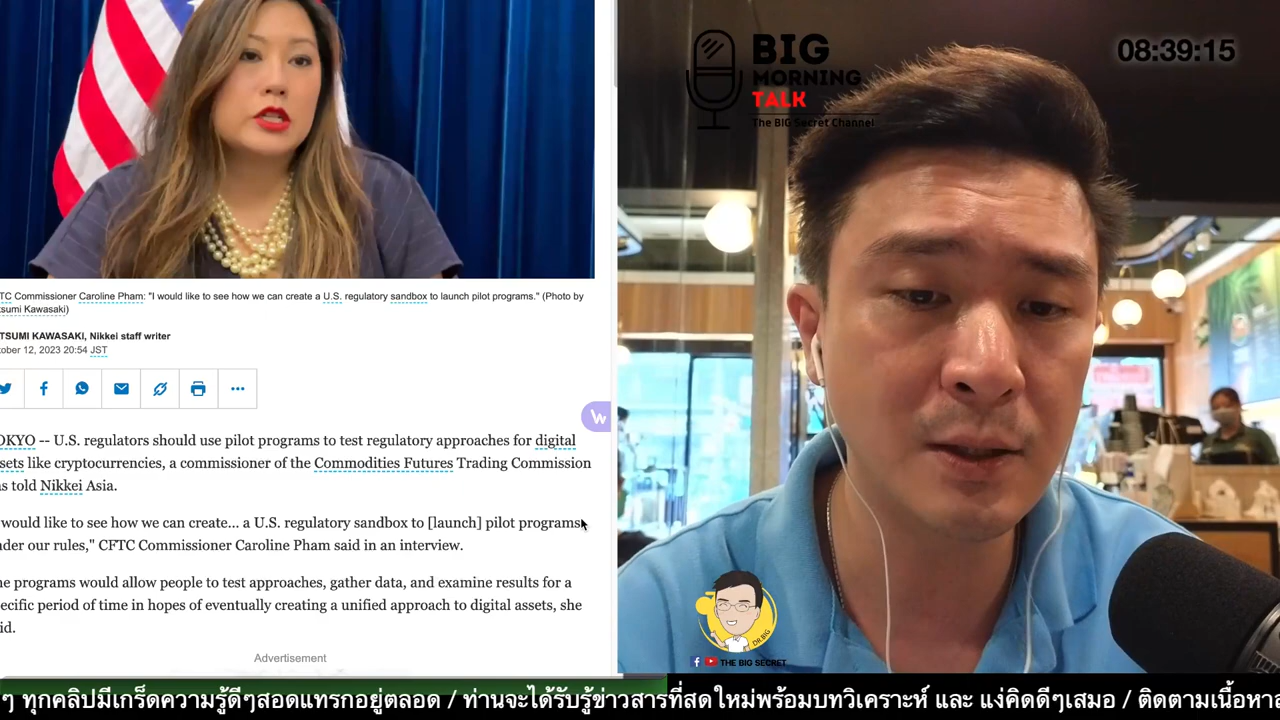 BIG
MORNING
TALK
The BIG Secret Channel
08:39:15
TC Commissioner Caroline Pham: "I would like to see how we can create a U.S. regulatory sandbox to launch pilot programs." (Photo by
tsumi Kawasaki)
TSUMI KAWASAKI, Nikkei staff writer
tober 12, 2023 20:54 JST
OKYO -- U.S. regulators should use pilot programs to test regulatory approaches for digital
sets like cryptocurrencies, a commissioner of the Commodities Futures Trading Commission
s told Nikkei Asia.
would like to see how we can create... a U.S. regulatory sandbox to [launch] pilot programs
der our rules," CFTC Commissioner Caroline Pham said in an interview.
e programs would allow people to test approaches, gather data, and examine results for a
ecific period of time in hopes of eventually creating a unified approach to digital assets, she
id.
Advertisement
DR.BIG
THE BIG SECRET
ๆ ทุกคลิปมีเกร็ดความรู้ดีๆสอดแทรกอยู่ตลอด / ท่านจะได้รับรู้ข่าวสารที่สดใหม่พร้อมบทวิเคราะห์ และ แง่คิดดีๆเสมอ / ติดตามเนื้อหา